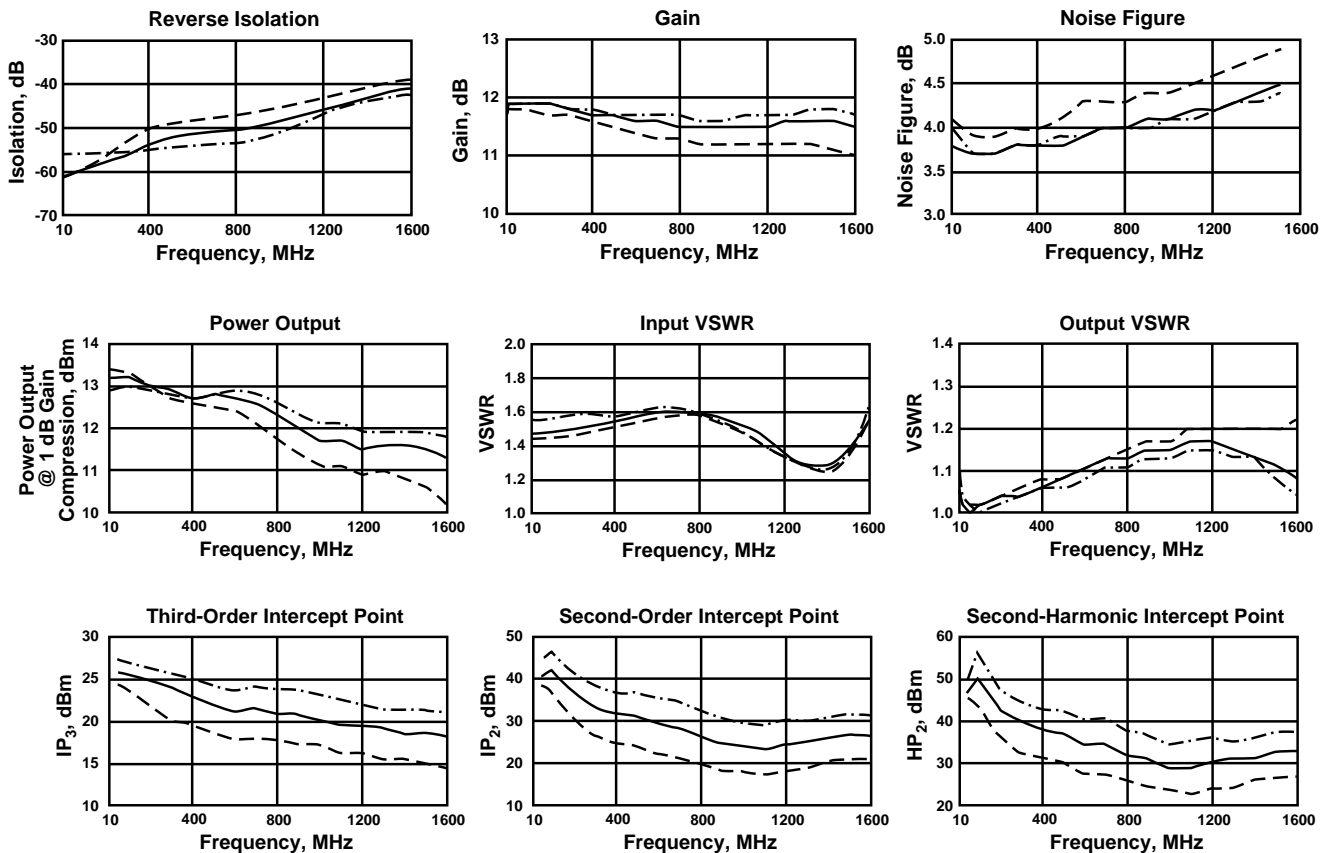 Reverse Isolation
Isolation, dB
-30
-40
-50
-60
-70
10 400 800 1200 1600
Frequency, MHz
Gain
Gain, dB
13
12
11
10
10 400 800 1200 1600
Frequency, MHz
Noise Figure
Noise Figure, dB
5.0
4.5
4.0
3.5
3.0
10 400 800 1200 1600
Frequency, MHz
Power Output
Power Output
@ 1 dB Gain
Compression, dBm
14
13
12
11
10
10 400 800 1200 1600
Frequency, MHz
Input VSWR
VSWR
2.0
1.8
1.6
1.4
1.2
1.0
10 400 800 1200 1600
Frequency, MHz
Output VSWR
VSWR
1.4
1.3
1.2
1.1
1.0
10 400 800 1200 1600
Frequency, MHz
Third-Order Intercept Point
IP3, dBm
30
25
20
15
10
10 400 800 1200 1600
Frequency, MHz
Second-Order Intercept Point
IP2, dBm
50
40
30
20
10
10 400 800 1200 1600
Frequency, MHz
Second-Harmonic Intercept Point
HP2, dBm
60
50
40
30
20
10 400 800 1200 1600
Frequency, MHz